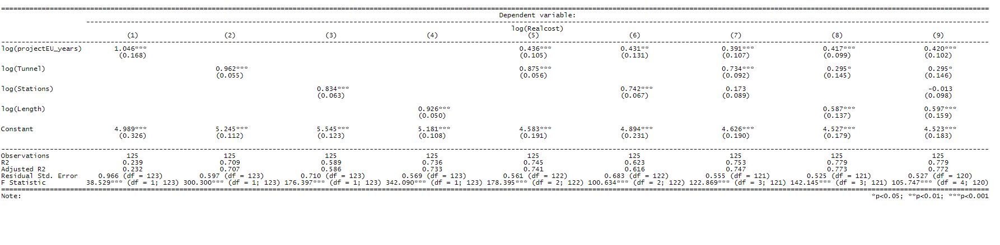 Dependent variable:
log(Realcost)
(1) (2) (3) (4) (5) (6) (7) (8) (9)
log(projectEU_years) 1.046*** 0.436*** 0.431** 0.391*** 0.417*** 0.420***
(0.168) (0.105) (0.131) (0.107) (0.099) (0.102)
log(Tunnel) 0.962*** 0.875*** 0.734*** 0.295* 0.295*
(0.055) (0.056) (0.092) (0.145) (0.146)
log(Stations) 0.834*** 0.742*** 0.173 -0.013
(0.063) (0.067) (0.089) (0.098)
log(Length) 0.926*** 0.587*** 0.597***
(0.050) (0.137) (0.159)
Constant 4.989*** 5.245*** 5.545*** 5.181*** 4.583*** 4.894*** 4.626*** 4.527*** 4.523***
(0.326) (0.112) (0.123) (0.108) (0.191) (0.231) (0.190) (0.179) (0.183)
Observations 125 125 125 125 125 125 125 125 125
R2 0.239 0.709 0.589 0.736 0.745 0.623 0.753 0.779 0.779
Adjusted R2 0.232 0.707 0.586 0.733 0.741 0.616 0.747 0.773 0.772
Residual Std. Error 0.966 (df = 123) 0.597 (df = 123) 0.710 (df = 123) 0.569 (df = 123) 0.561 (df = 122) 0.683 (df = 122) 0.555 (df = 121) 0.525 (df = 121) 0.527 (df = 120)
F Statistic 38.529*** (df = 1; 123) 300.300*** (df = 1; 123) 176.397*** (df = 1; 123) 342.090*** (df = 1; 123) 178.395*** (df = 2; 122) 100.634*** (df = 2; 122) 122.869*** (df = 3; 121) 142.145*** (df = 3; 121) 105.747*** (df = 4; 120)
Note: *p<0.05; **p<0.01; ***p<0.001